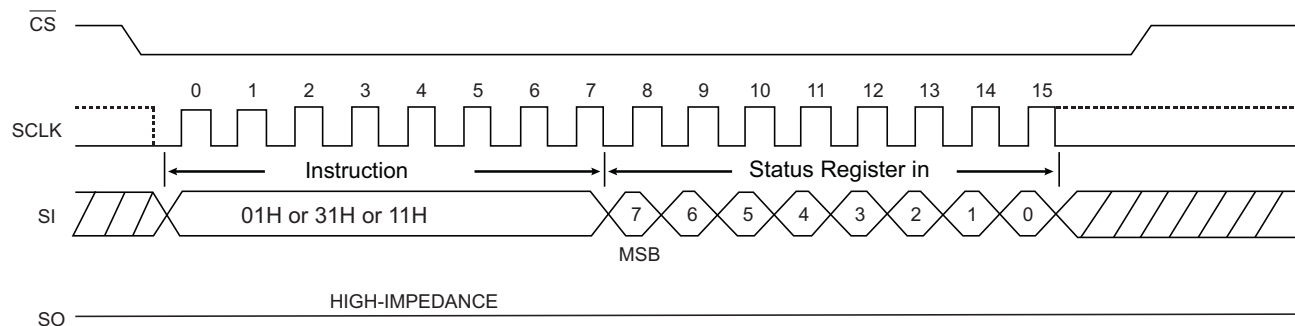 CS
0 1 2 3 4 5 6 7 8 9 10 11 12 13 14 15
SCLK
Instruction Status Register in
SI 01H or 31H or 11H 7 6 5 4 3 2 1 0
MSB
HIGH-IMPEDANCE
SO